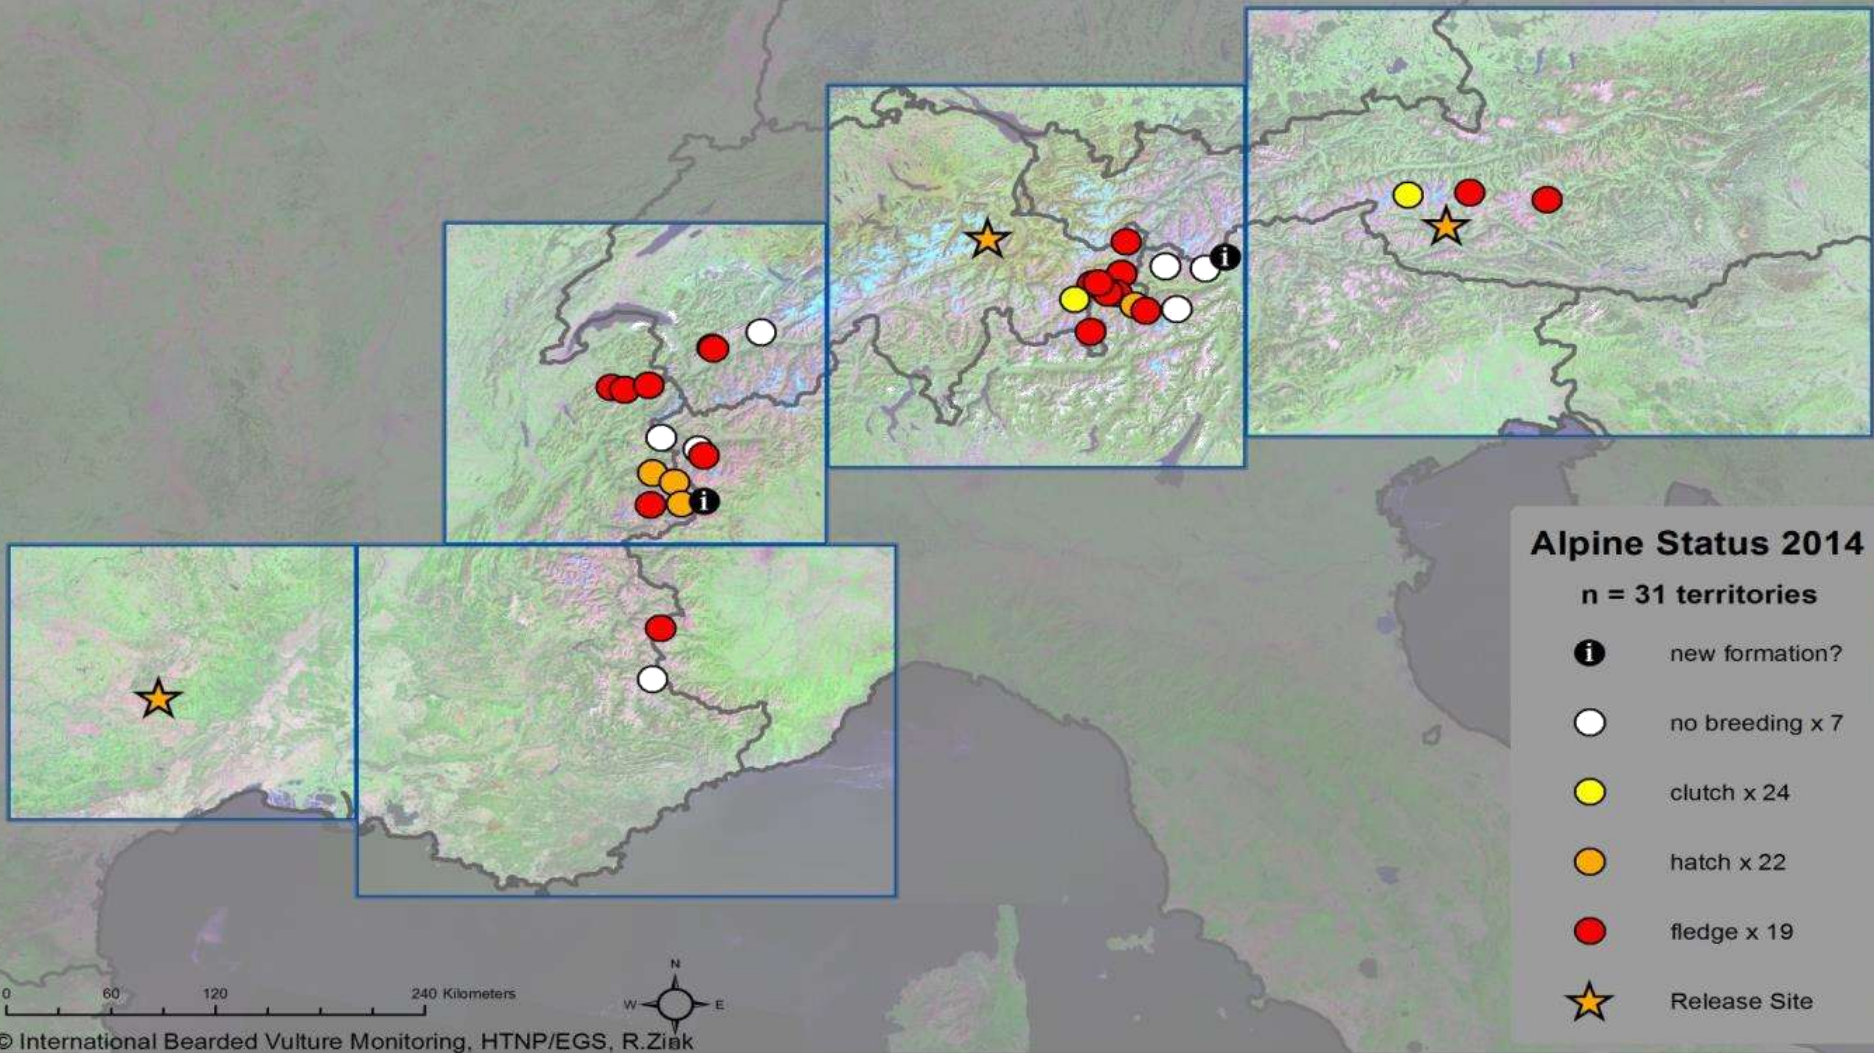 i
i
Alpine Status 2014
n = 31 territories
i new formation?
no breeding x 7
clutch x 24
hatch x 22
fledge x 19
Release Site
N
W E
S
0 60 120 240 Kilometers
© International Bearded Vulture Monitoring, HTNP/EGS, R.Zink